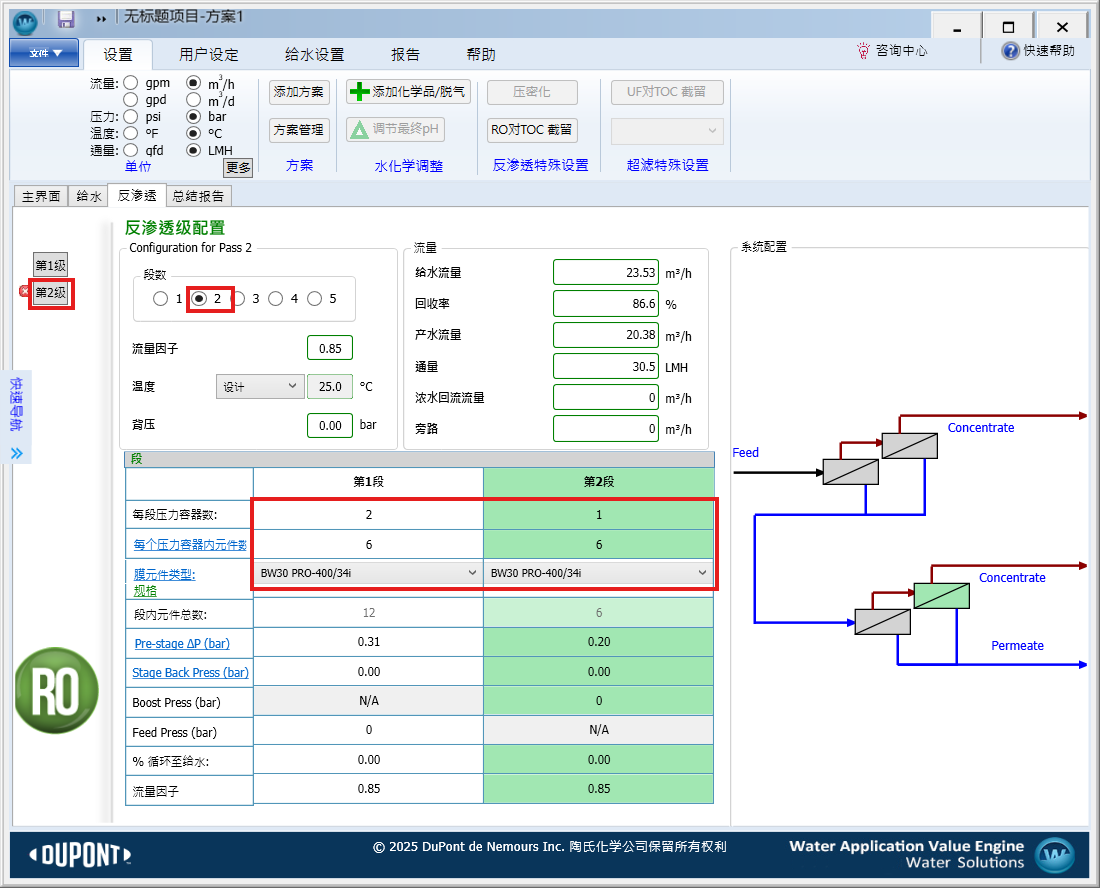 无标题项目-方案1
文件
设置
用户设定
给水设置
报告
帮助
咨询中心
快速帮助
流量: gpm m³/h
gpd m³/d
压力: psi bar
温度: ºF ºC
通量: gfd LMH
单位
更多
添加方案
方案管理
方案
添加化学品/脱气
调节最终pH
水化学调整
压密化
RO对TOC 截留
反渗透特殊设置
UF对TOC 截留
超滤特殊设置
主界面 给水 反渗透 总结报告
第1级
第2级
快速导航
RO
反渗透级配置
Configuration for Pass 2
段数
1 2 3 4 5
流量因子 0.85
温度 设计 25.0 °C
背压 0.00 bar
流量
给水流量 23.53 m³/h
回收率 86.6 %
产水流量 20.38 m³/h
通量 30.5 LMH
浓水回流流量 0 m³/h
旁路 0 m³/h
段
第1段 第2段
每段压力容器数: 2 1
每个压力容器内元件数 6 6
膜元件类型: BW30 PRO-400/34i BW30 PRO-400/34i
规格
段内元件总数: 12 6
Pre-stage ΔP (bar) 0.31 0.20
Stage Back Press (bar) 0.00 0.00
Boost Press (bar) N/A 0
Feed Press (bar) 0 N/A
% 循环至给水: 0.00 0.00
流量因子 0.85 0.85
系统配置
Concentrate
Feed
Concentrate
Permeate
DUPONT
© 2025 DuPont de Nemours Inc. 陶氏化学公司保留所有权利
Water Application Value Engine
Water Solutions
W